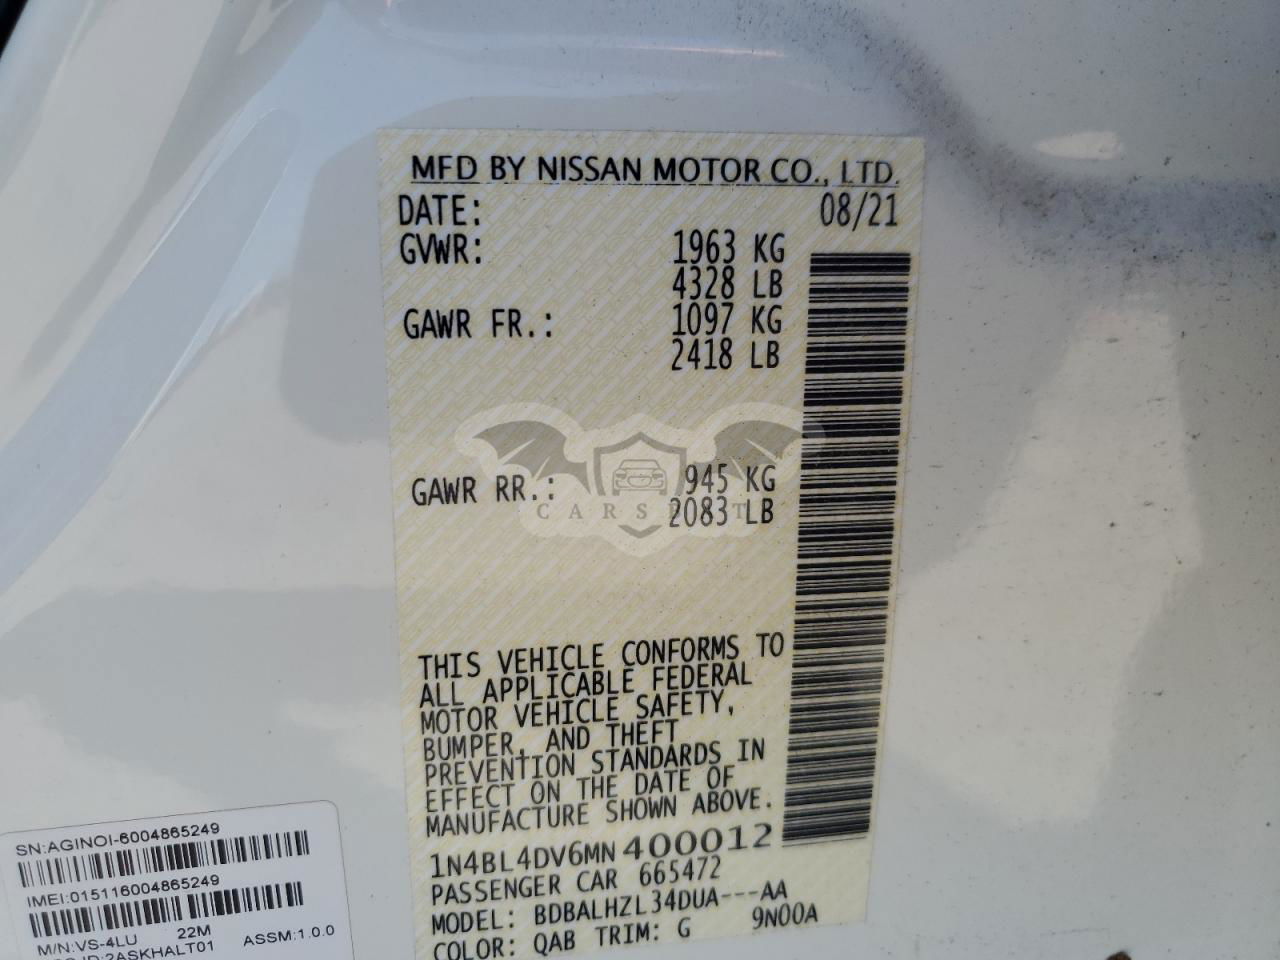 MFD BY NISSAN MOTOR CO., LTD.
DATE: 08/21
GVWR: 1963 KG
4328 LB
GAWR FR.: 1097 KG
2418 LB
GAWR RR.: 945 KG
2083 LB
THIS VEHICLE CONFORMS TO
ALL APPLICABLE FEDERAL
MOTOR VEHICLE SAFETY,
BUMPER, AND THEFT
PREVENTION STANDARDS IN
EFFECT ON THE DATE OF
MANUFACTURE SHOWN ABOVE.
1N4BL4DV6MN400012
PASSENGER CAR 665472
MODEL: BDBALHZL34DUA---AA
COLOR: QAB TRIM: G 9N00A
SN:AGINOI-6004865249
IMEI:015116004865249
M/N:VS-4LU 22M
ID:2ASKHALT01 ASSM:1.0.0